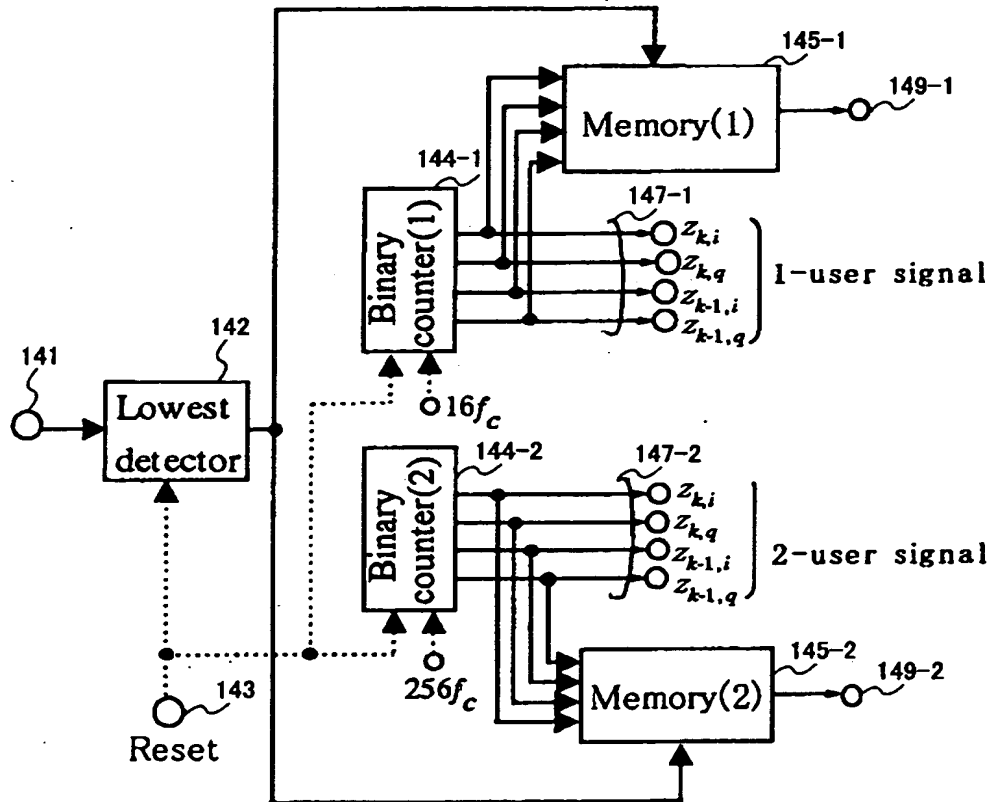 145-1
149-1
Memory(1)
144-1
147-1
Binary
counter(1)
z_{k,i}
z_{k,q}
z_{k-1,i}
z_{k-1,q}
1-user signal
142
141
Lowest
detector
16f_c
144-2
147-2
Binary
counter(2)
z_{k,i}
z_{k,q}
z_{k-1,i}
z_{k-1,q}
2-user signal
145-2
149-2
256f_c
Memory(2)
143
Reset